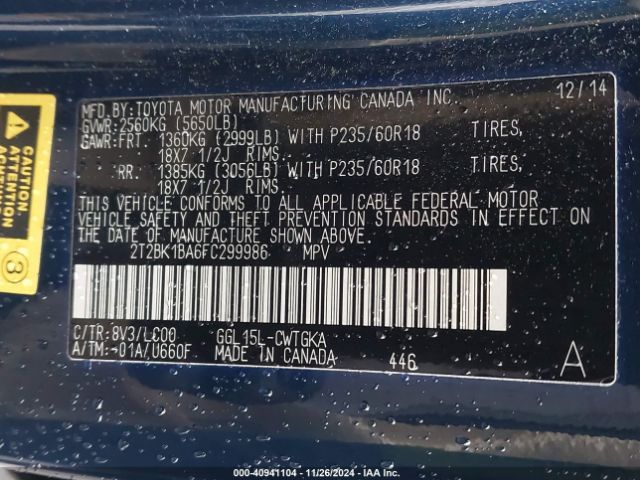 MFD.BY:TOYOTA MOTOR MANUFACTURING CANADA INC. 12/14
GVWR:2560KG (5650LB)
GAWR:FRT. 1360KG (2999LB) WITH P235/60R18 TIRES,
18X7 1/2J RIMS.
RR. 1385KG (3056LB) WITH P235/60R18 TIRES,
18X7 1/2J RIMS.
THIS VEHICLE CONFORMS TO ALL APPLICABLE FEDERAL MOTOR
VEHICLE SAFETY AND THEFT PREVENTION STANDARDS IN EFFECT ON
THE DATE OF MANUFACTURE SHOWN ABOVE.
2T2BK1BA6FC299986 MPV
C/TR:8V3/LC00 GGL15L-CWTGKA
A/TM:-01A/U660F MADE IN CANADA 446 A
CAUTION
ATTENTION
3
000-40941104 - 11/26/2024 - IAA Inc.